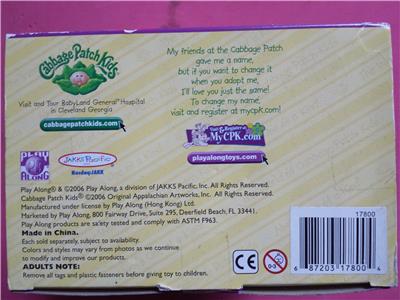 Cabbage Patch Kids
Visit and Tour BabyLand General Hospital
in Cleveland Georgia
cabbagepatchkids.com
My friends at the Cabbage Patch
gave me a name,
but if you want to change it
when you adopt me,
I'll love you just the same!
To change my name,
visit and register at mycpk.com!
Visit & Register at
MyCPK.com
playalongtoys.com
PLAY
ALONG
JAKKS Pacific
Nasdaq: JAKK
Play Along® & ©2006 Play Along, a division of JAKKS Pacific, Inc. All Rights Reserved.
Cabbage Patch Kids® ©2006 Original Appalachian Artworks, Inc. All Rights Reserved.
Manufactured under license by Play Along (Hong Kong) Ltd.
Marketed by Play Along, 800 Fairway Drive, Suite 295, Deerfield Beach, FL 33441.
Play Along products are safety tested and comply with ASTM F963.
Made in China.
Each sold separately, subject to availability.
Colors and styles may vary from photos as we continue
to modify and improve our products.
ADULTS NOTE:
Remove all tags and plastic fasteners before giving toy to children.
CE
0-3
17800
6 87203 17800 4